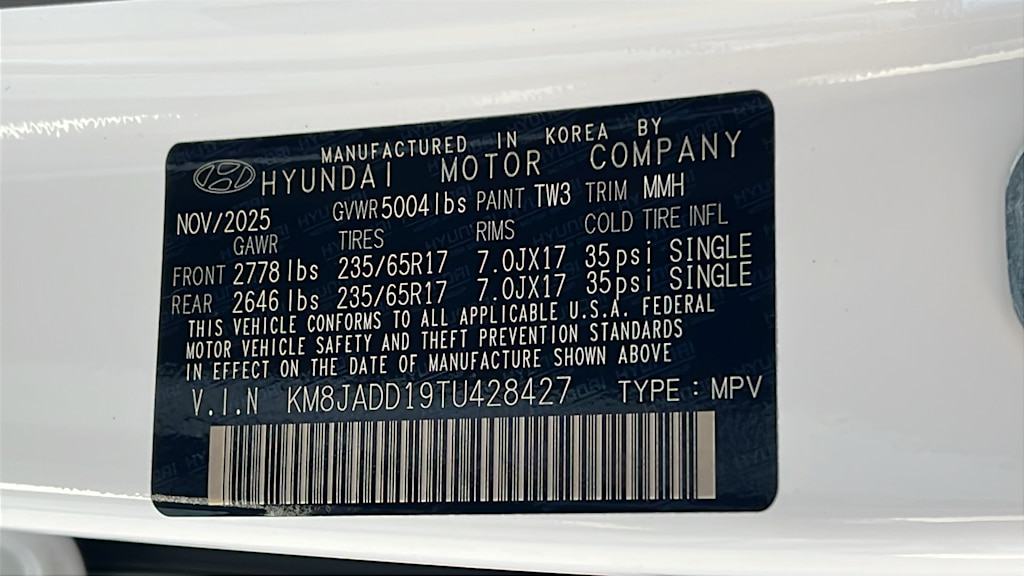 MANUFACTURED IN KOREA BY
HYUNDAI MOTOR COMPANY
NOV/2025 GVWR 5004lbs PAINT TW3 TRIM MMH
GAWR TIRES RIMS COLD TIRE INFL
FRONT 2778 lbs 235/65R17 7.0JX17 35psi SINGLE
REAR 2646 lbs 235/65R17 7.0JX17 35psi SINGLE
THIS VEHICLE CONFORMS TO ALL APPLICABLE U.S.A. FEDERAL
MOTOR VEHICLE SAFETY AND THEFT PREVENTION STANDARDS
IN EFFECT ON THE DATE OF MANUFACTURE SHOWN ABOVE
V.I.N KM8JADD19TU428427 TYPE : MPV